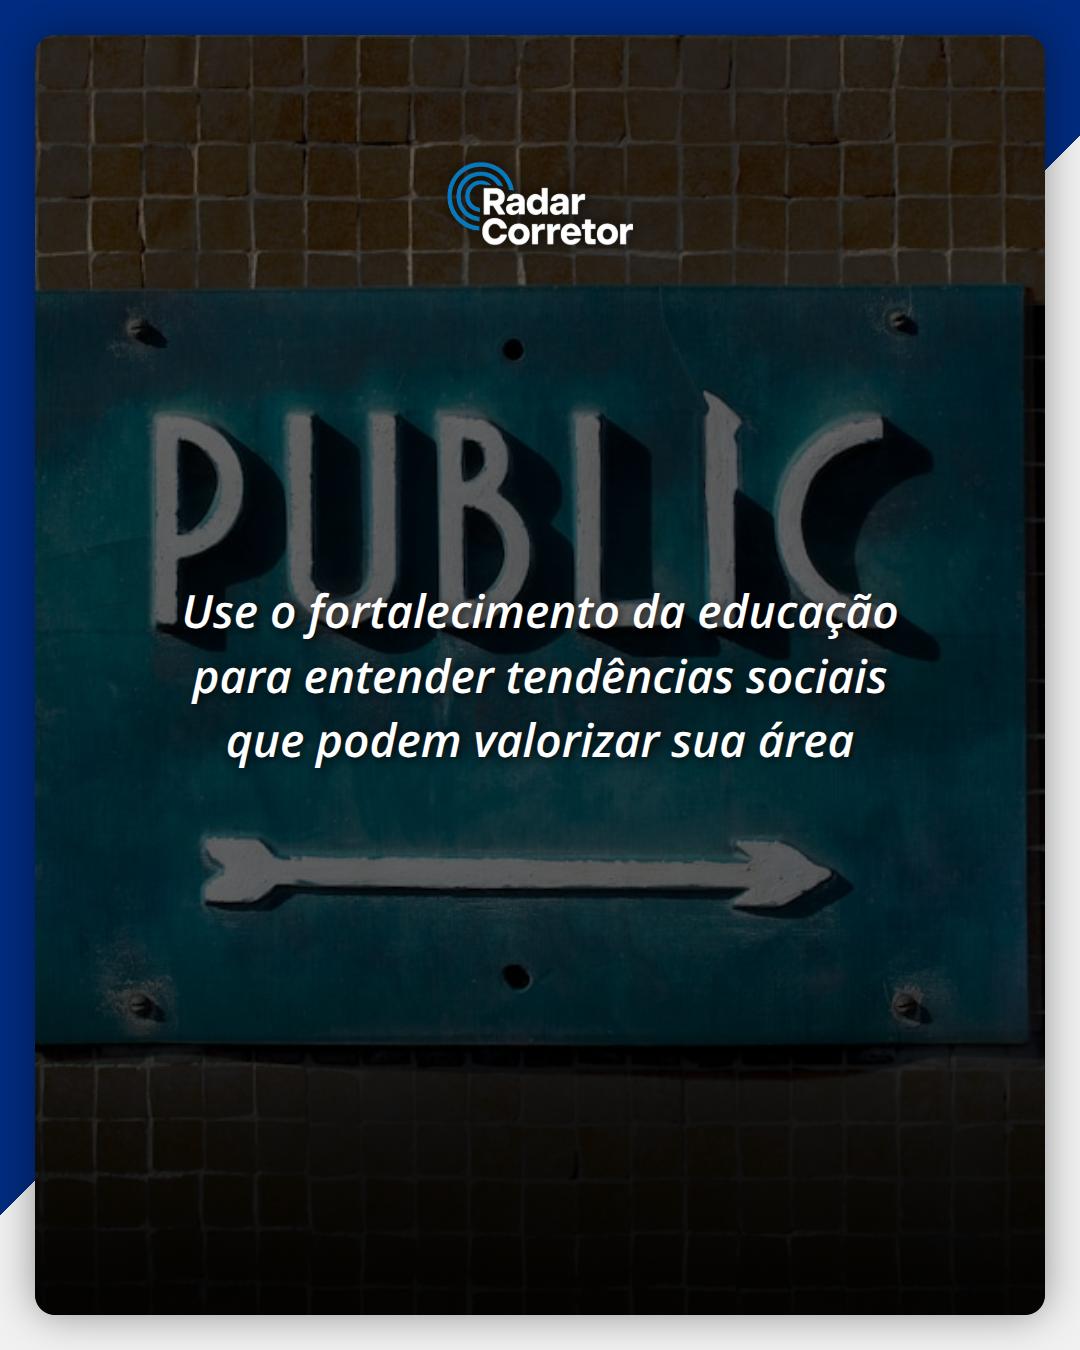 Radar
Corretor
PUBLIC
Use o fortalecimento da educação
para entender tendências sociais
que podem valorizar sua área